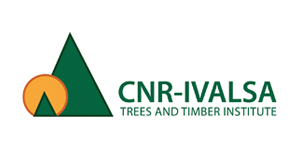 CNR-IVALSA
TREES AND TIMBER INSTITUTE